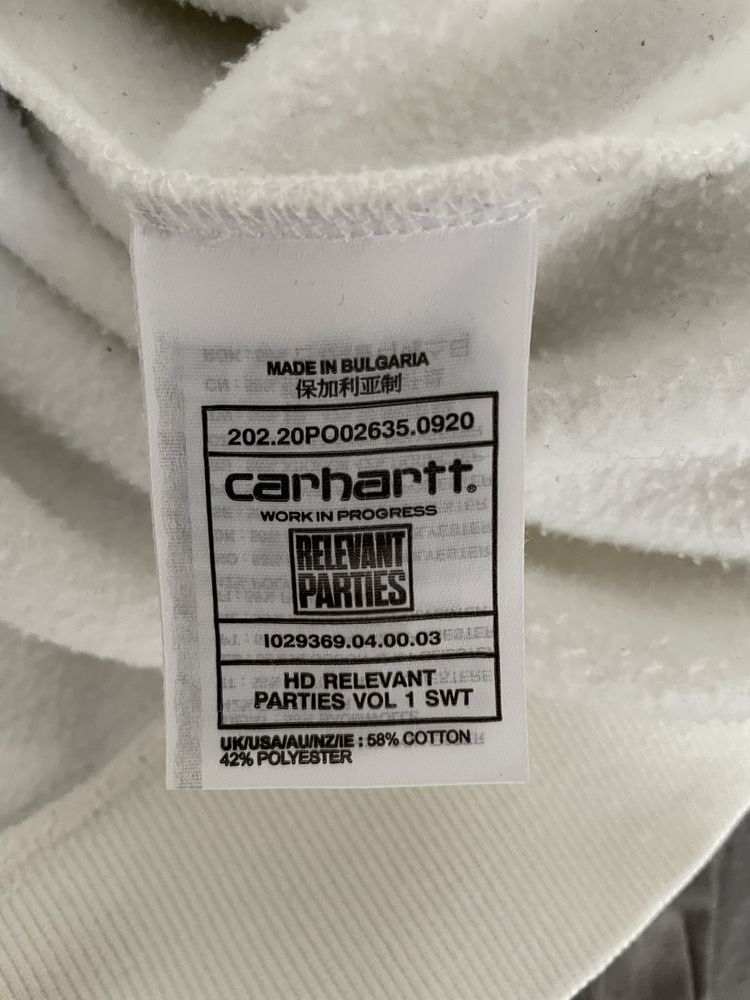 MADE IN BULGARIA
保加利亚制
202.20PO02635.0920
carhartt®
WORK IN PROGRESS
RELEVANT
PARTIES
I029369.04.00.03
HD RELEVANT
PARTIES VOL 1 SWT
UK/USA/AU/NZ/IE : 58% COTTON
42% POLYESTER